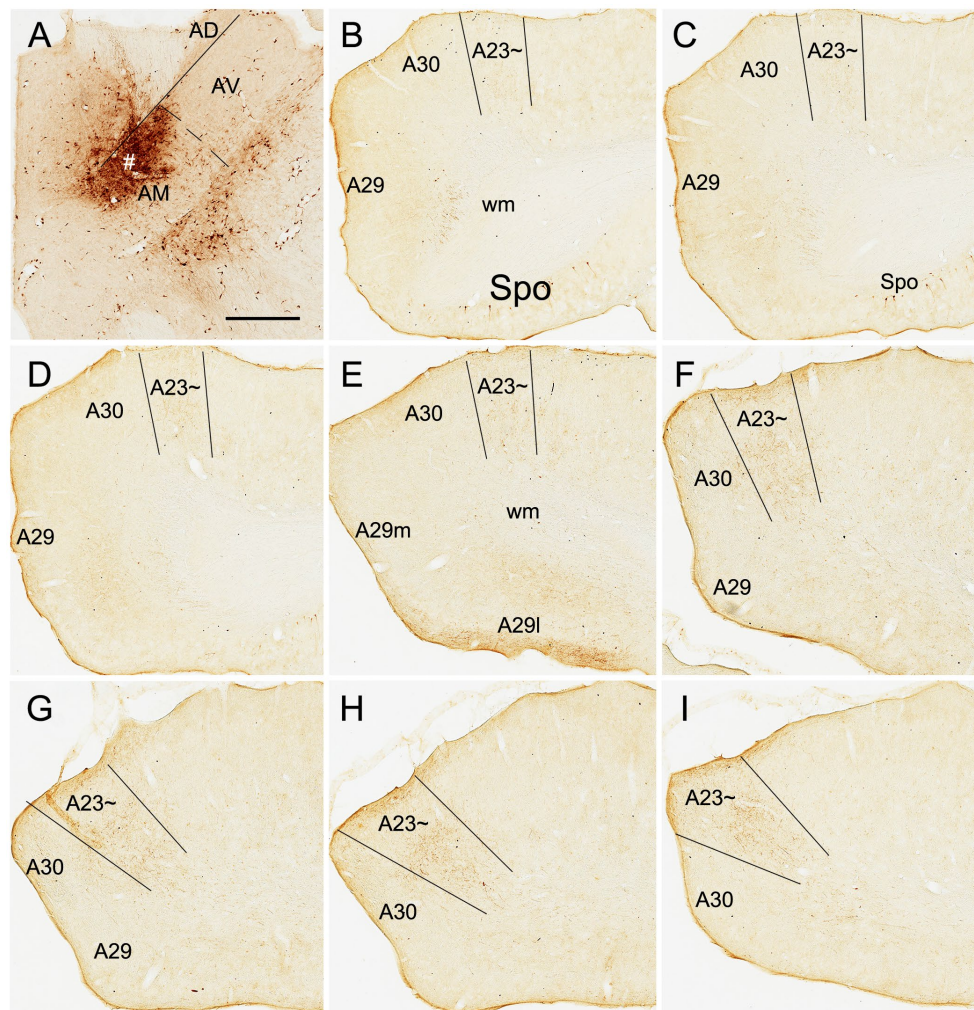 A
AD
AV
#
AM
B
A30
A23~
A29
wm
Spo
C
A30
A23~
A29
Spo
D
A30
A23~
A29
E
A30
A23~
A29m
wm
A29l
F
A23~
A30
A29
G
A23~
A30
A29
H
A23~
A30
I
A23~
A30